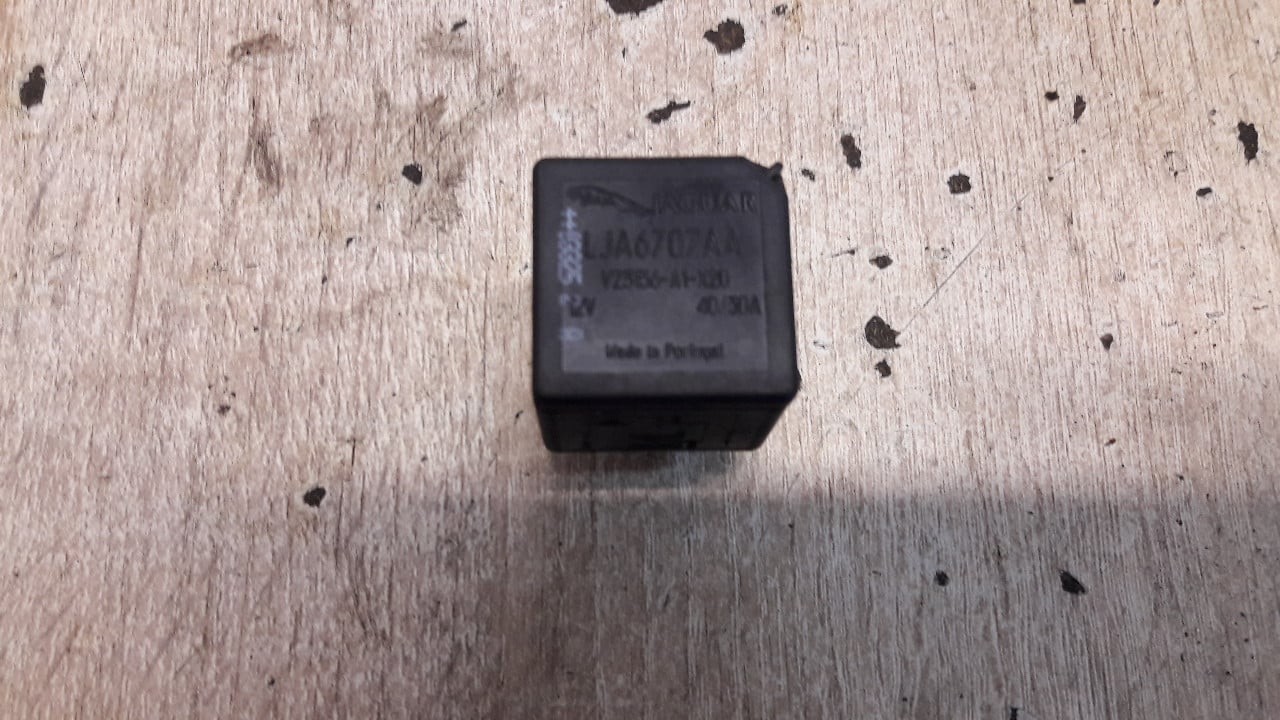 JAGUAR
LJA6707AA
V23136-A1-X20
12V 40/30A
Made in Portugal